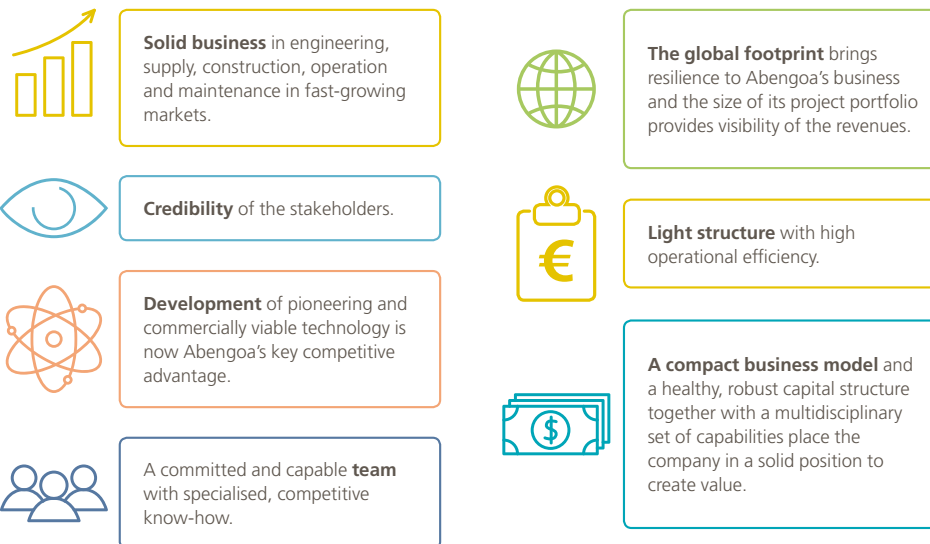 Solid business in engineering,
supply, construction, operation
and maintenance in fast-growing
markets.
Credibility of the stakeholders.
Development of pioneering and
commercially viable technology is
now Abengoa’s key competitive
advantage.
A committed and capable team
with specialised, competitive
know-how.
The global footprint brings
resilience to Abengoa’s business
and the size of its project portfolio
provides visibility of the revenues.
€
Light structure with high
operational efficiency.
$
A compact business model and
a healthy, robust capital structure
together with a multidisciplinary
set of capabilities place the
company in a solid position to
create value.